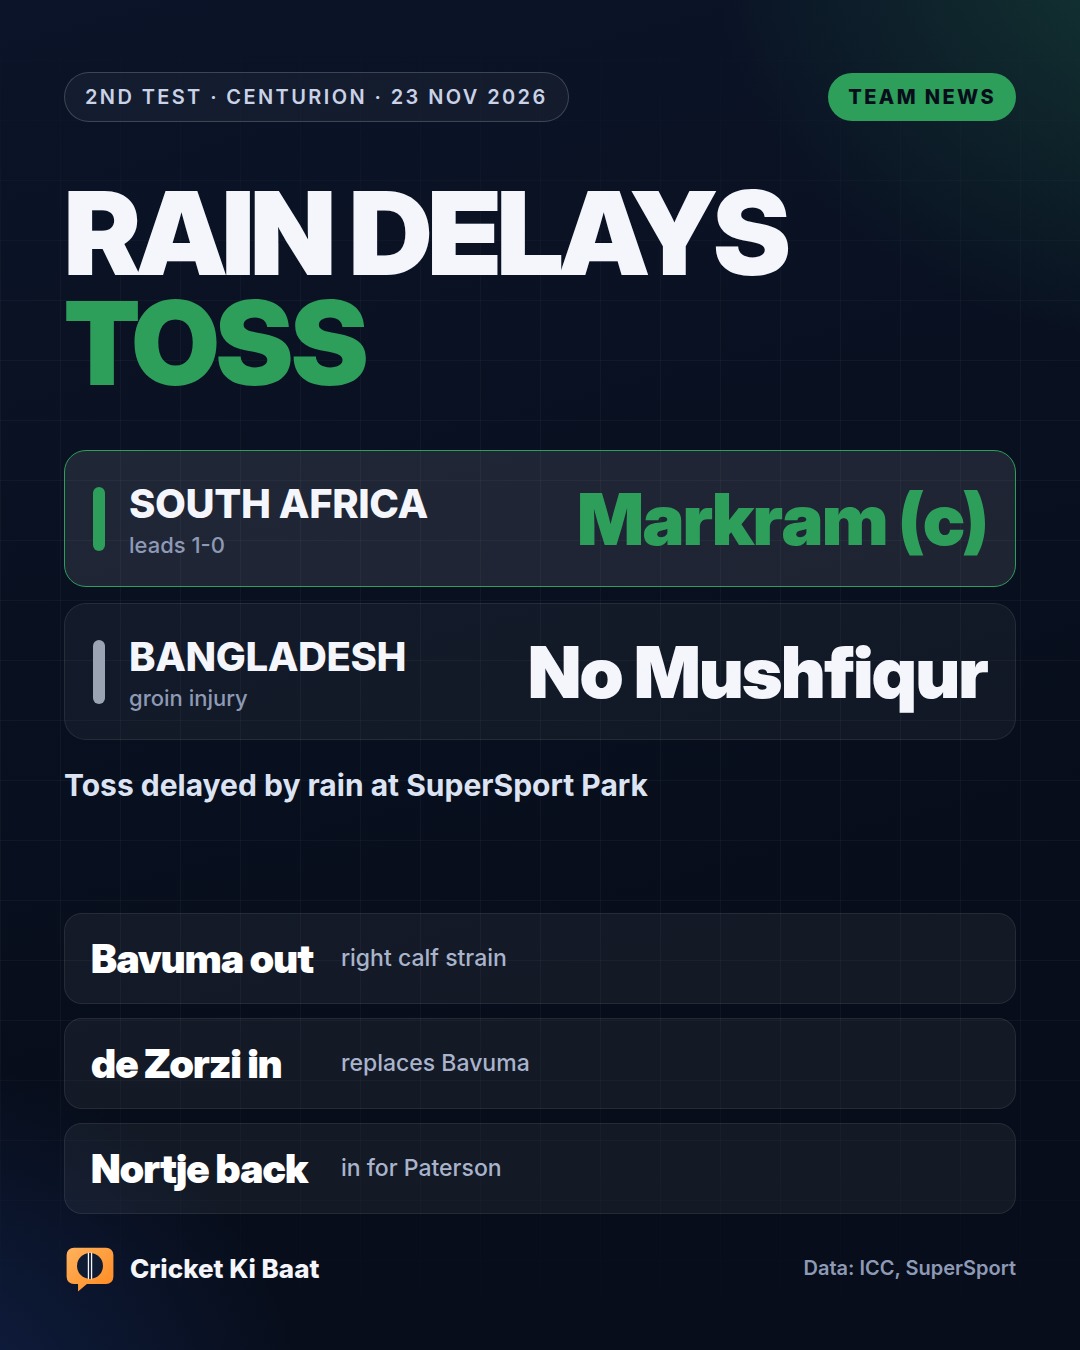 2ND TEST · CENTURION · 23 NOV 2026
TEAM NEWS
RAIN DELAYS
TOSS
SOUTH AFRICA
leads 1-0
Markram (c)
BANGLADESH
groin injury
No Mushfiqur
Toss delayed by rain at SuperSport Park
Bavuma out
right calf strain
de Zorzi in
replaces Bavuma
Nortje back
in for Paterson
Cricket Ki Baat
Data: ICC, SuperSport